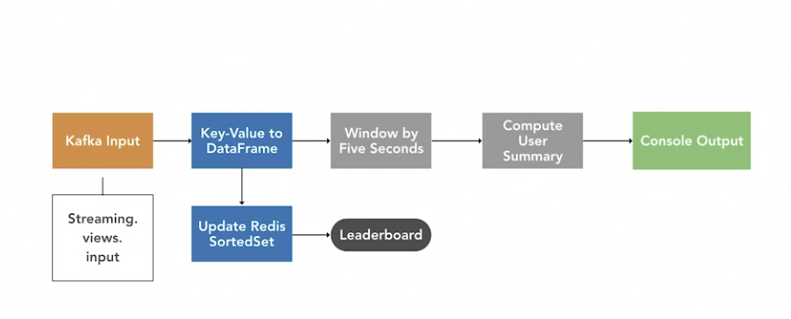 Kafka Input
Key-Value to
DataFrame
Window by
Five Seconds
Compute
User
Summary
Console Output
Streaming.
views.
input
Update Redis
SortedSet
Leaderboard